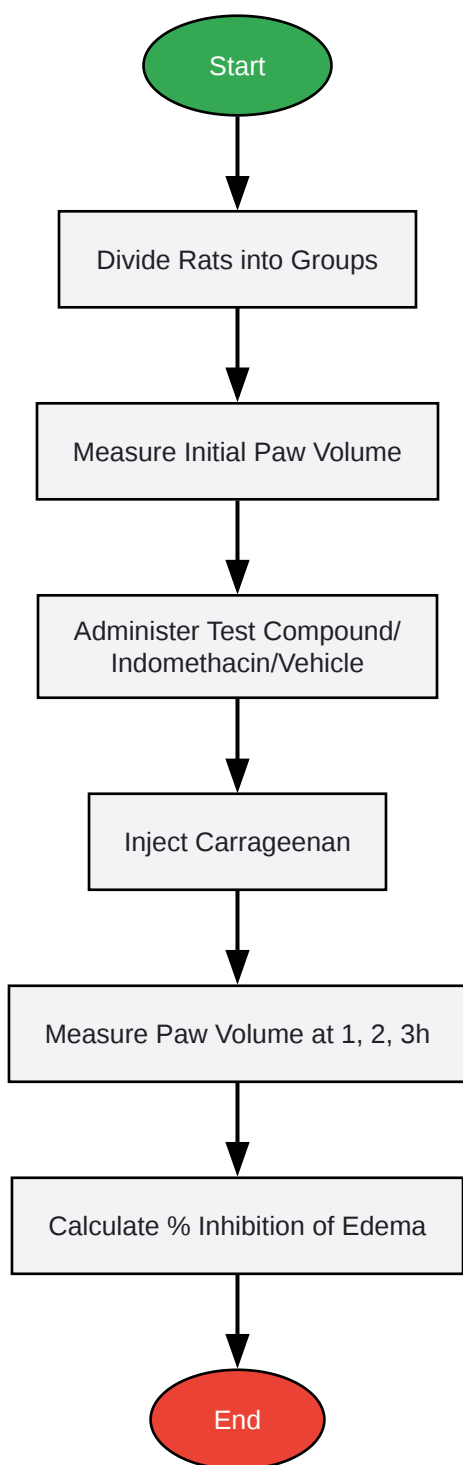 Start
Divide Rats into Groups
Measure Initial Paw Volume
Administer Test Compound/
Indomethacin/Vehicle
Inject Carrageenan
Measure Paw Volume at 1, 2, 3h
Calculate % Inhibition of Edema
End